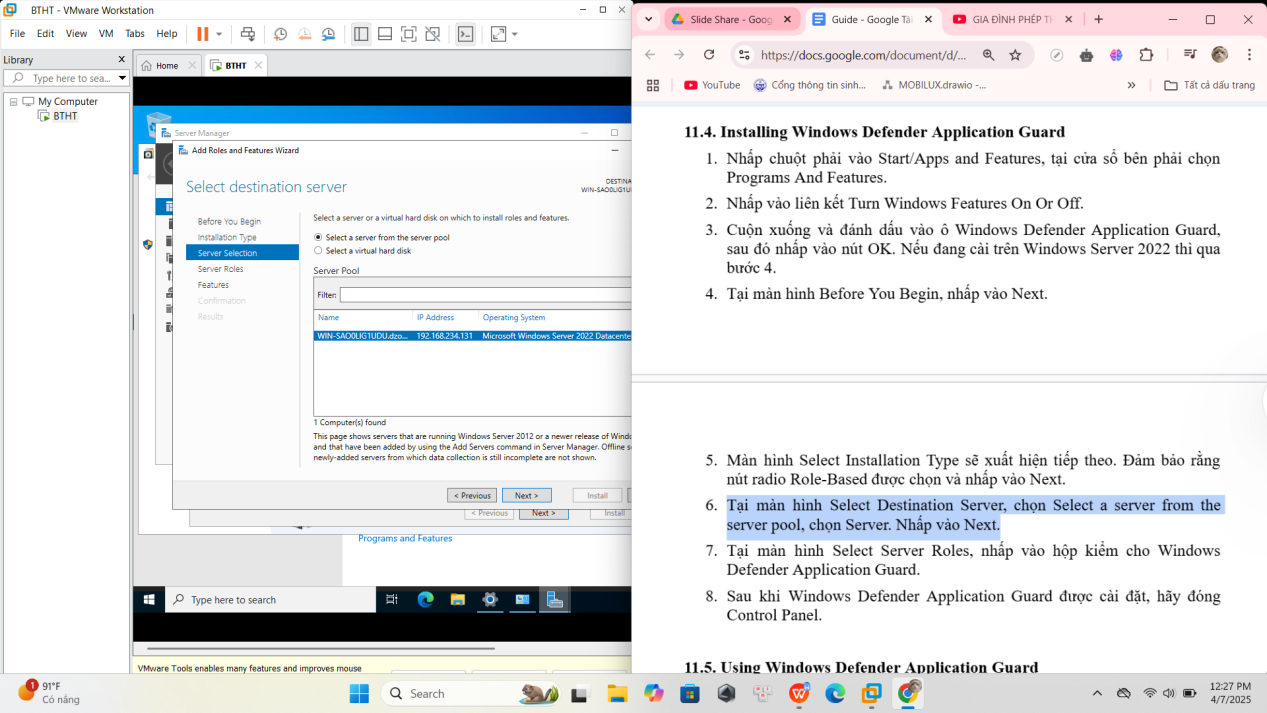 BTHT - VMware Workstation
File Edit View VM Tabs Help
Library
Type here to sea...
My Computer
BTHT
Home
BTHT
Server Manager
Add Roles and Features Wizard
Select destination server
DESTINA
WIN-SAO0LIG1UD
Before You Begin
Installation Type
Server Selection
Server Roles
Features
Confirmation
Results
Select a server or a virtual hard disk on which to install roles and features.
Select a server from the server pool
Select a virtual hard disk
Server Pool
Filter:
Name IP Address Operating System
WIN-SAO0LIG1UDU.dzo... 192.168.234.131 Microsoft Windows Server 2022 Datacente
1 Computer(s) found
This page shows servers that are running Windows Server 2012 or a newer release of Windo
and that have been added by using the Add Servers command in Server Manager. Offline s
newly-added servers from which data collection is still incomplete are not shown.
< Previous Next > Install
< Previous Next > Install
Programs and Features
Type here to search
VMware Tools enables many features and improves mouse
Slide Share - Goog
Guide - Google Tài
GIA ĐÌNH PHÉP TH
https://docs.google.com/document/d/...
YouTube
Cổng thông tin sinh...
MOBILUX.drawio -...
»
Tất cả dấu trang
11.4. Installing Windows Defender Application Guard
1. Nhấp chuột phải vào Start/Apps and Features, tại cửa sổ bên phải chọn
Programs And Features.
2. Nhấp vào liên kết Turn Windows Features On Or Off.
3. Cuộn xuống và đánh dấu vào ô Windows Defender Application Guard,
sau đó nhấp vào nút OK. Nếu đang cài trên Windows Server 2022 thì qua
bước 4.
4. Tại màn hình Before You Begin, nhấp vào Next.
5. Màn hình Select Installation Type sẽ xuất hiện tiếp theo. Đảm bảo rằng
nút radio Role-Based được chọn và nhấp vào Next.
6. Tại màn hình Select Destination Server, chọn Select a server from the
server pool, chọn Server. Nhấp vào Next.
7. Tại màn hình Select Server Roles, nhấp vào hộp kiểm cho Windows
Defender Application Guard.
8. Sau khi Windows Defender Application Guard được cài đặt, hãy đóng
Control Panel.
11.5. Using Windows Defender Application Guard
1
91°F
Có nắng
Search
12:27 PM
4/7/2025